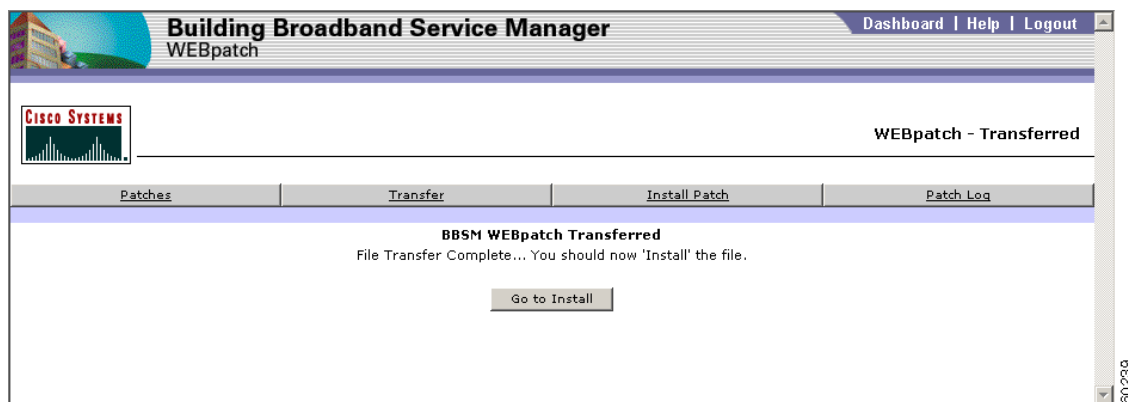 Building Broadband Service Manager
Dashboard | Help | Logout
WEBpatch
CISCO SYSTEMS
WEBpatch - Transferred
Patches
Transfer
Install Patch
Patch Log
BBSM WEBpatch Transferred
File Transfer Complete... You should now 'Install' the file.
Go to Install
60239